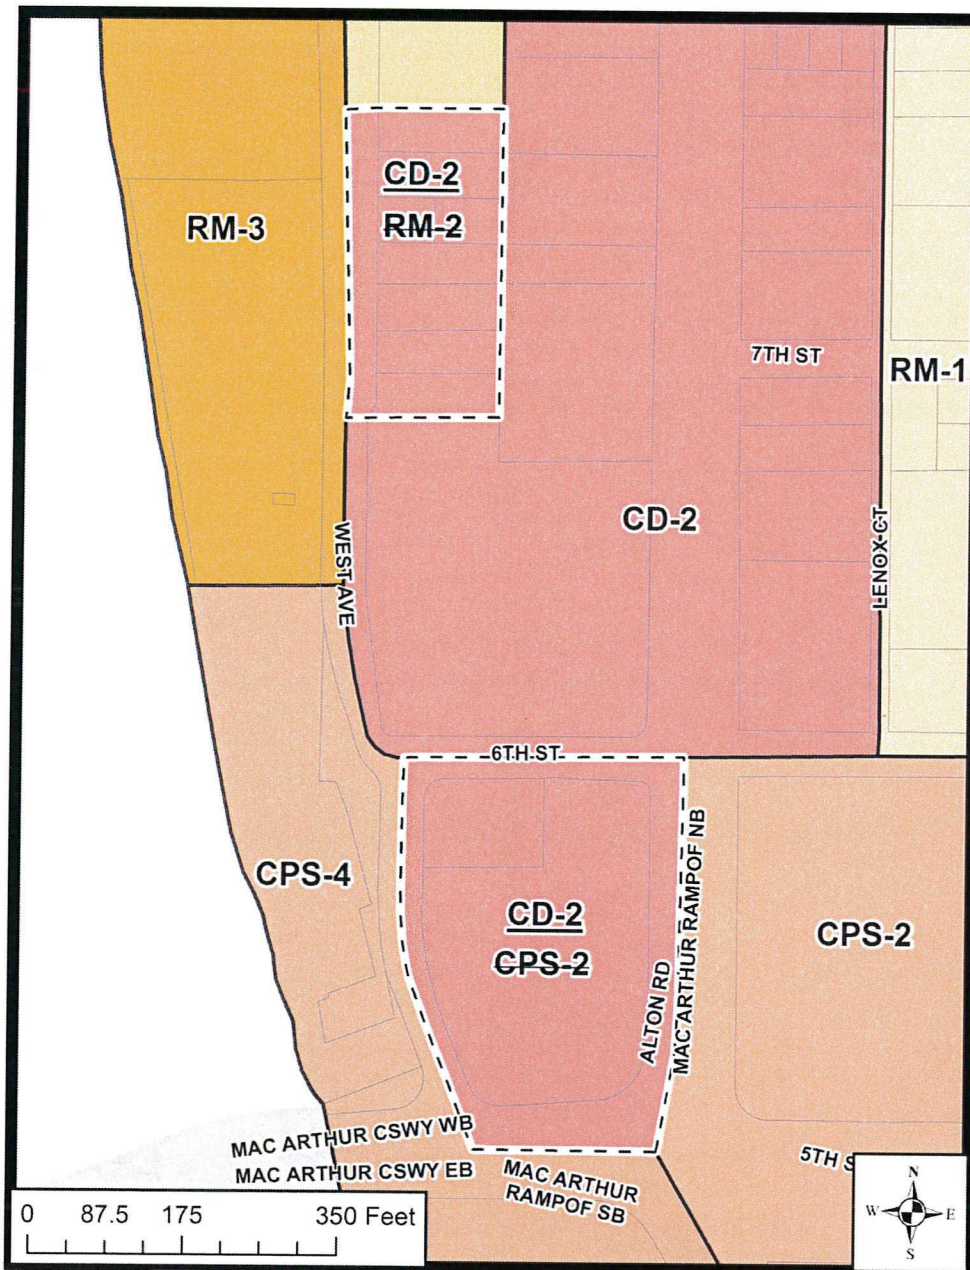 CD-2
RM-2
RM-3
7TH ST
RM-1
CD-2
WEST AVE
LENOX CT
6TH ST
CPS-4
CD-2
CPS-2
CPS-2
ALTON RD
MAC ARTHUR RAMPOF NB
MAC ARTHUR CSWY WB
MAC ARTHUR CSWY EB
MAC ARTHUR
RAMPOF SB
5TH
0 87.5 175 350 Feet
N
W E
S